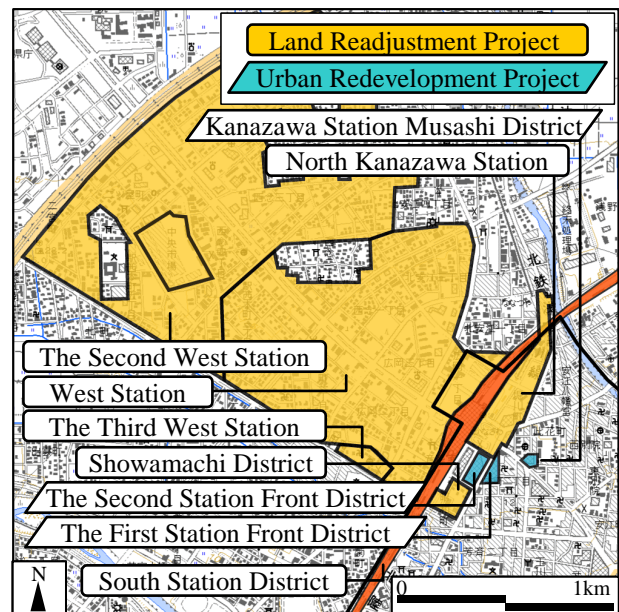 Land Readjustment Project
Urban Redevelopment Project
Kanazawa Station Musashi District
North Kanazawa Station
北
鉄
The Second West Station
West Station
The Third West Station
Showamachi District
The Second Station Front District
The First Station Front District
South Station District
N
0
1km